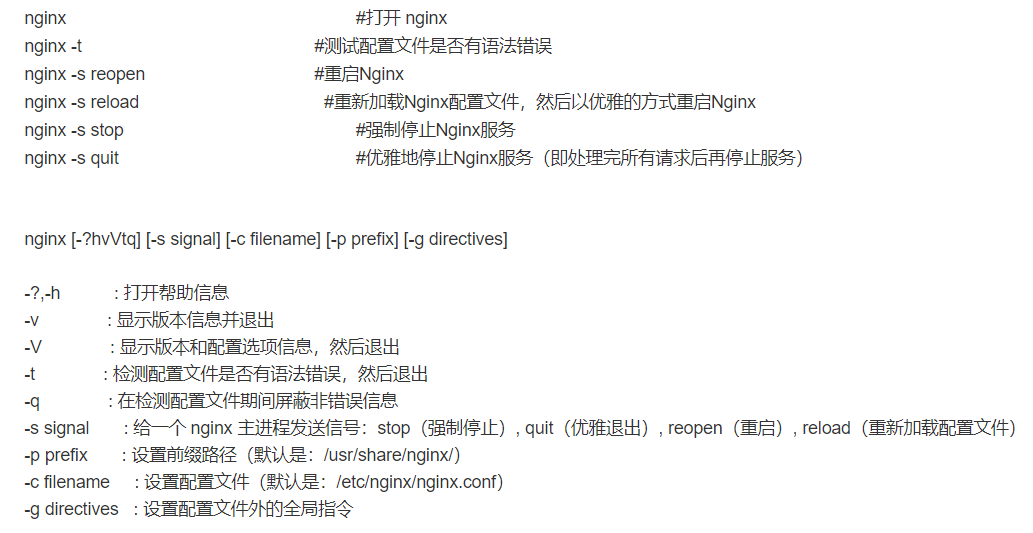 nginx #打开 nginx
nginx -t #测试配置文件是否有语法错误
nginx -s reopen #重启Nginx
nginx -s reload #重新加载Nginx配置文件，然后以优雅的方式重启Nginx
nginx -s stop #强制停止Nginx服务
nginx -s quit #优雅地停止Nginx服务（即处理完所有请求后再停止服务）
nginx [-?hvVtq] [-s signal] [-c filename] [-p prefix] [-g directives]
-?,-h : 打开帮助信息
-v : 显示版本信息并退出
-V : 显示版本和配置选项信息，然后退出
-t : 检测配置文件是否有语法错误，然后退出
-q : 在检测配置文件期间屏蔽非错误信息
-s signal : 给一个 nginx 主进程发送信号：stop（强制停止）, quit（优雅退出）, reopen（重启）, reload（重新加载配置文件）
-p prefix : 设置前缀路径（默认是：/usr/share/nginx/）
-c filename : 设置配置文件（默认是：/etc/nginx/nginx.conf）
-g directives : 设置配置文件外的全局指令